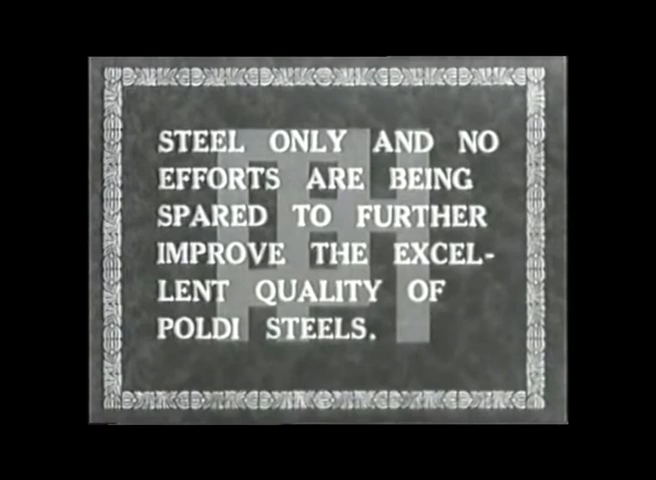 STEEL ONLY AND NO
EFFORTS ARE BEING
SPARED TO FURTHER
IMPROVE THE EXCEL-
LENT QUALITY OF
POLDI STEELS.